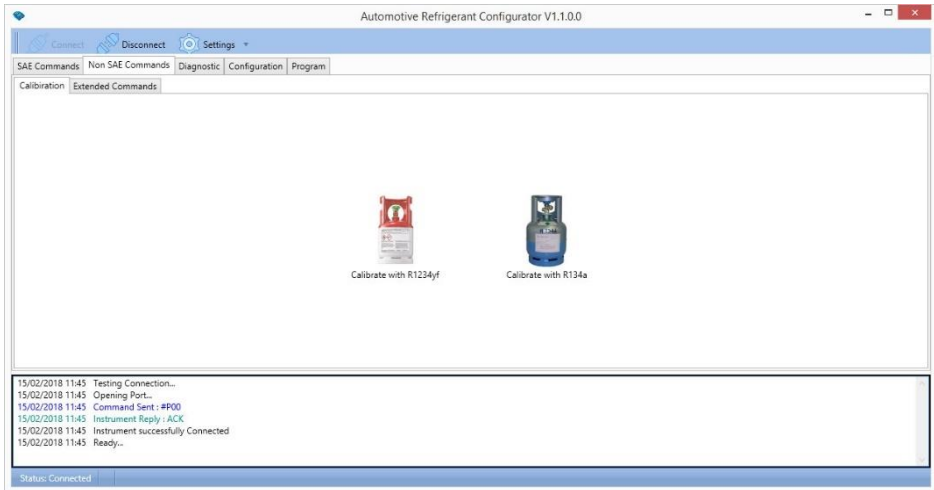 Automotive Refrigerant Configurator V1.1.0.0
Connect Disconnect Settings
SAE Commands Non SAE Commands Diagnostic Configuration Program
Calibiration Extended Commands
Calibrate with R1234yf Calibrate with R134a
15/02/2018 11:45 Testing Connection...
15/02/2018 11:45 Opening Port...
15/02/2018 11:45 Command Sent : #P00
15/02/2018 11:45 Instrument Reply : ACK
15/02/2018 11:45 Instrument successfully Connected
15/02/2018 11:45 Ready...
Status: Connected